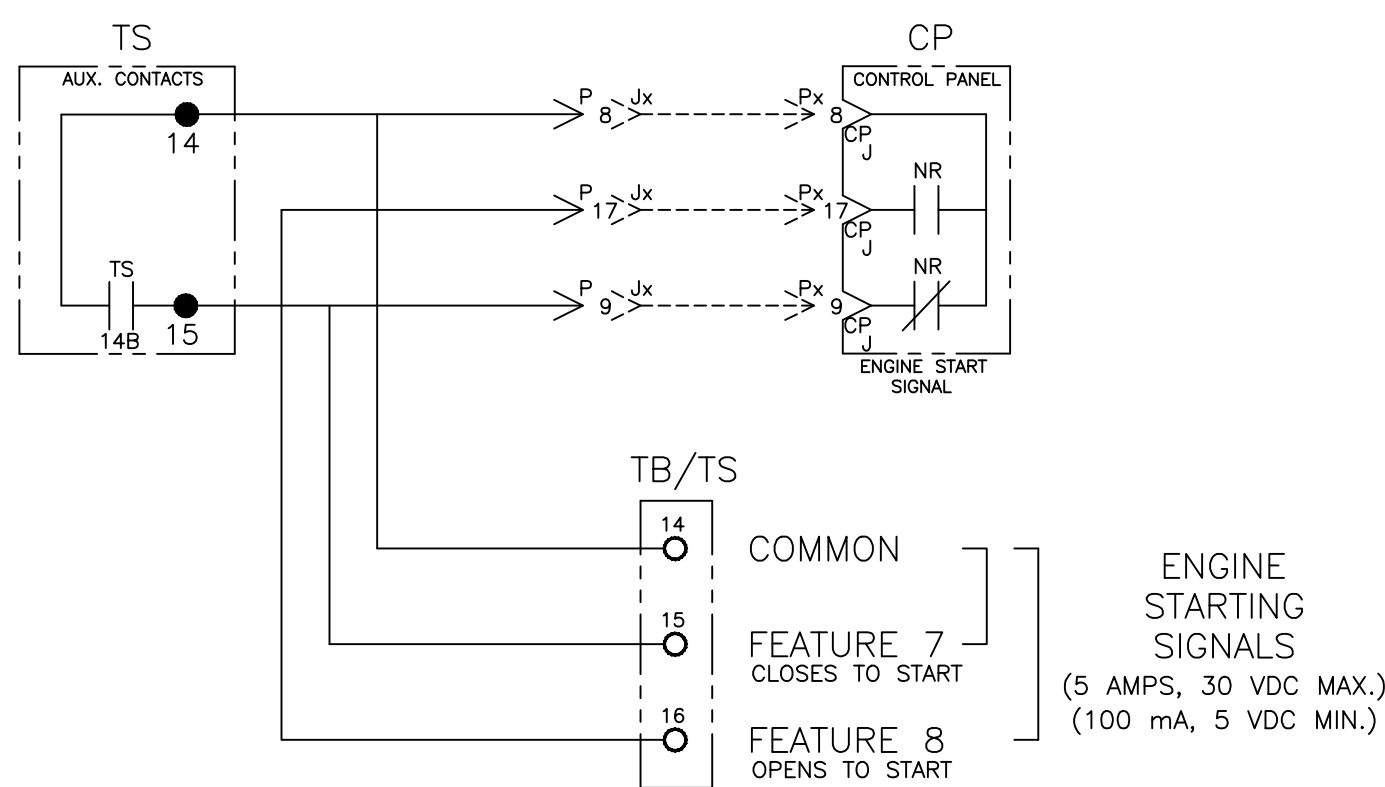 TS
CP
AUX. CONTACTS
CONTROL PANEL
14
P
8
Jx
Px
8
CP
J
P
17
Jx
Px
17
CP
J
NR
TS
14B
15
P
9
Jx
Px
9
CP
J
NR
ENGINE START
SIGNAL
TB/TS
14
COMMON
15
FEATURE 7
CLOSES TO START
16
FEATURE 8
OPENS TO START
ENGINE
STARTING
SIGNALS
(5 AMPS, 30 VDC MAX.)
(100 mA, 5 VDC MIN.)